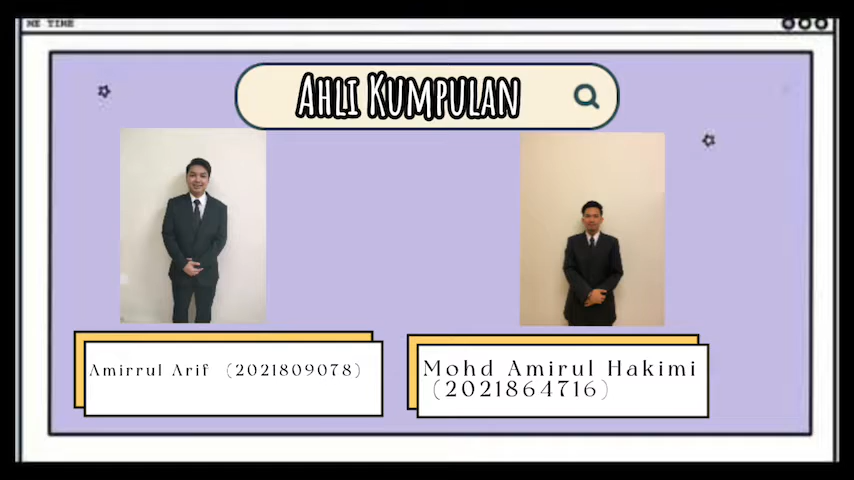 ME TIME
AHLI KUMPULAN
Amirrul Arif (2021809078)
Mohd Amirul Hakimi
(2021864716)